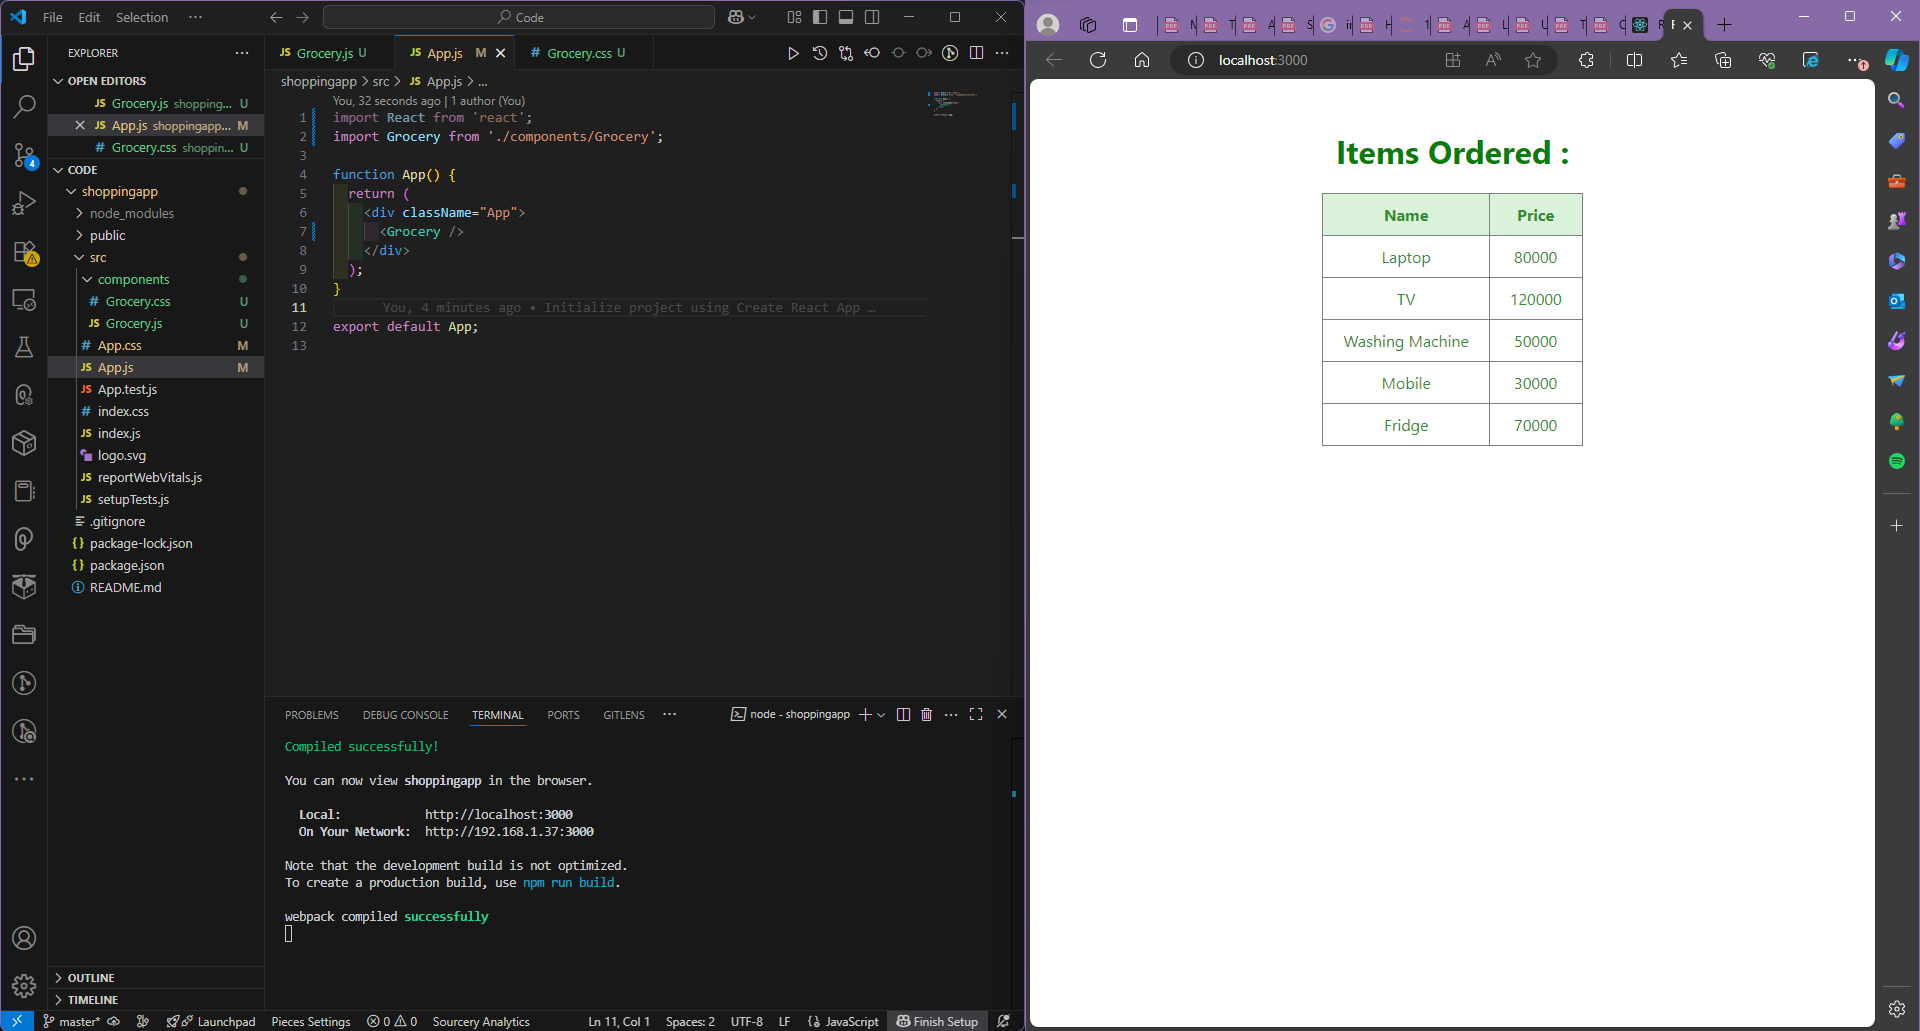 File Edit Selection ··· Code
EXPLORER
OPEN EDITORS
Grocery.js shopping... U
App.js shoppingapp... M
Grocery.css shoppin... U
CODE
shoppingapp
node_modules
public
src
components
Grocery.css U
Grocery.js U
App.css M
App.js M
App.test.js
index.css
index.js
logo.svg
reportWebVitals.js
setupTests.js
.gitignore
package-lock.json
package.json
README.md
OUTLINE
TIMELINE
Grocery.js U App.js M Grocery.css U
shoppingapp > src > JS App.js > ...
You, 32 seconds ago | 1 author (You)
1 import React from 'react';
2 import Grocery from './components/Grocery';
3
4 function App() {
5 return (
6 <div className="App">
7 <Grocery />
8 </div>
9 );
10 }
11 You, 4 minutes ago • Initialize project using Create React App …
12 export default App;
13
PROBLEMS DEBUG CONSOLE TERMINAL PORTS GITLENS ··· node - shoppingapp
Compiled successfully!
You can now view shoppingapp in the browser.
Local: http://localhost:3000
On Your Network: http://192.168.1.37:3000
Note that the development build is not optimized.
To create a production build, use npm run build.
webpack compiled successfully
master* Launchpad Pieces Settings 0 0 Sourcery Analytics Ln 11, Col 1 Spaces: 2 UTF-8 LF JavaScript Finish Setup
localhost:3000
Items Ordered :
Name Price
Laptop 80000
TV 120000
Washing Machine 50000
Mobile 30000
Fridge 70000